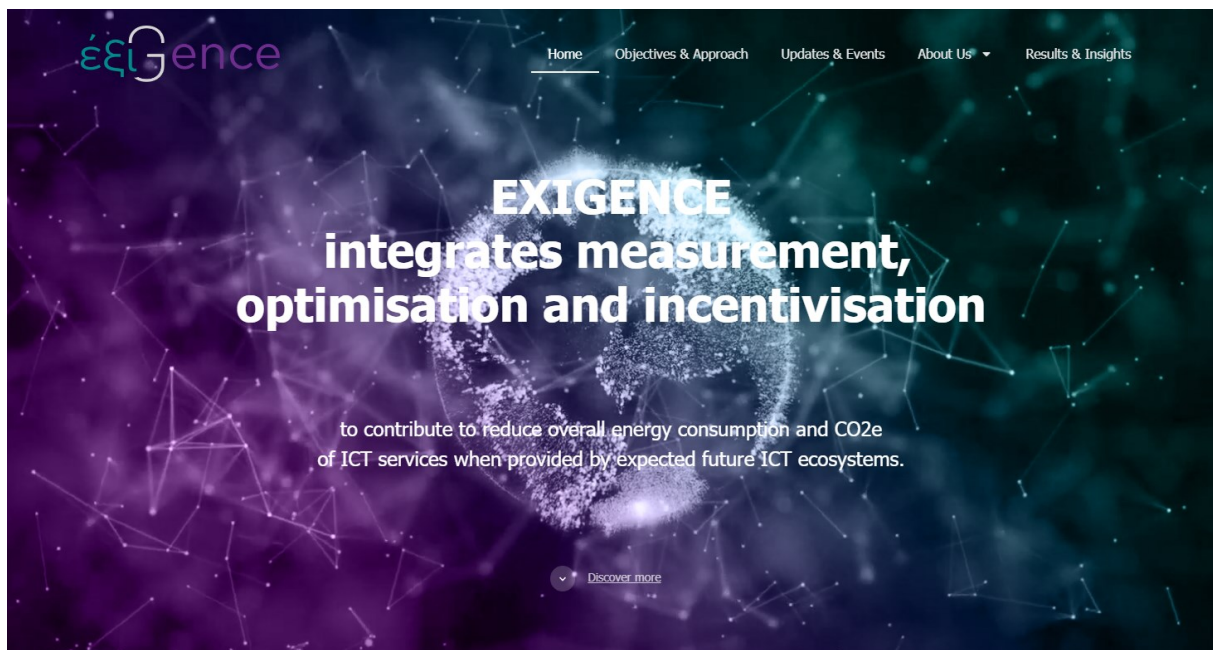 έξιGence
Home Objectives & Approach Updates & Events About Us Results & Insights
EXIGENCE
integrates measurement,
optimisation and incentivisation
to contribute to reduce overall energy consumption and CO2e
of ICT services when provided by expected future ICT ecosystems.
Discover more